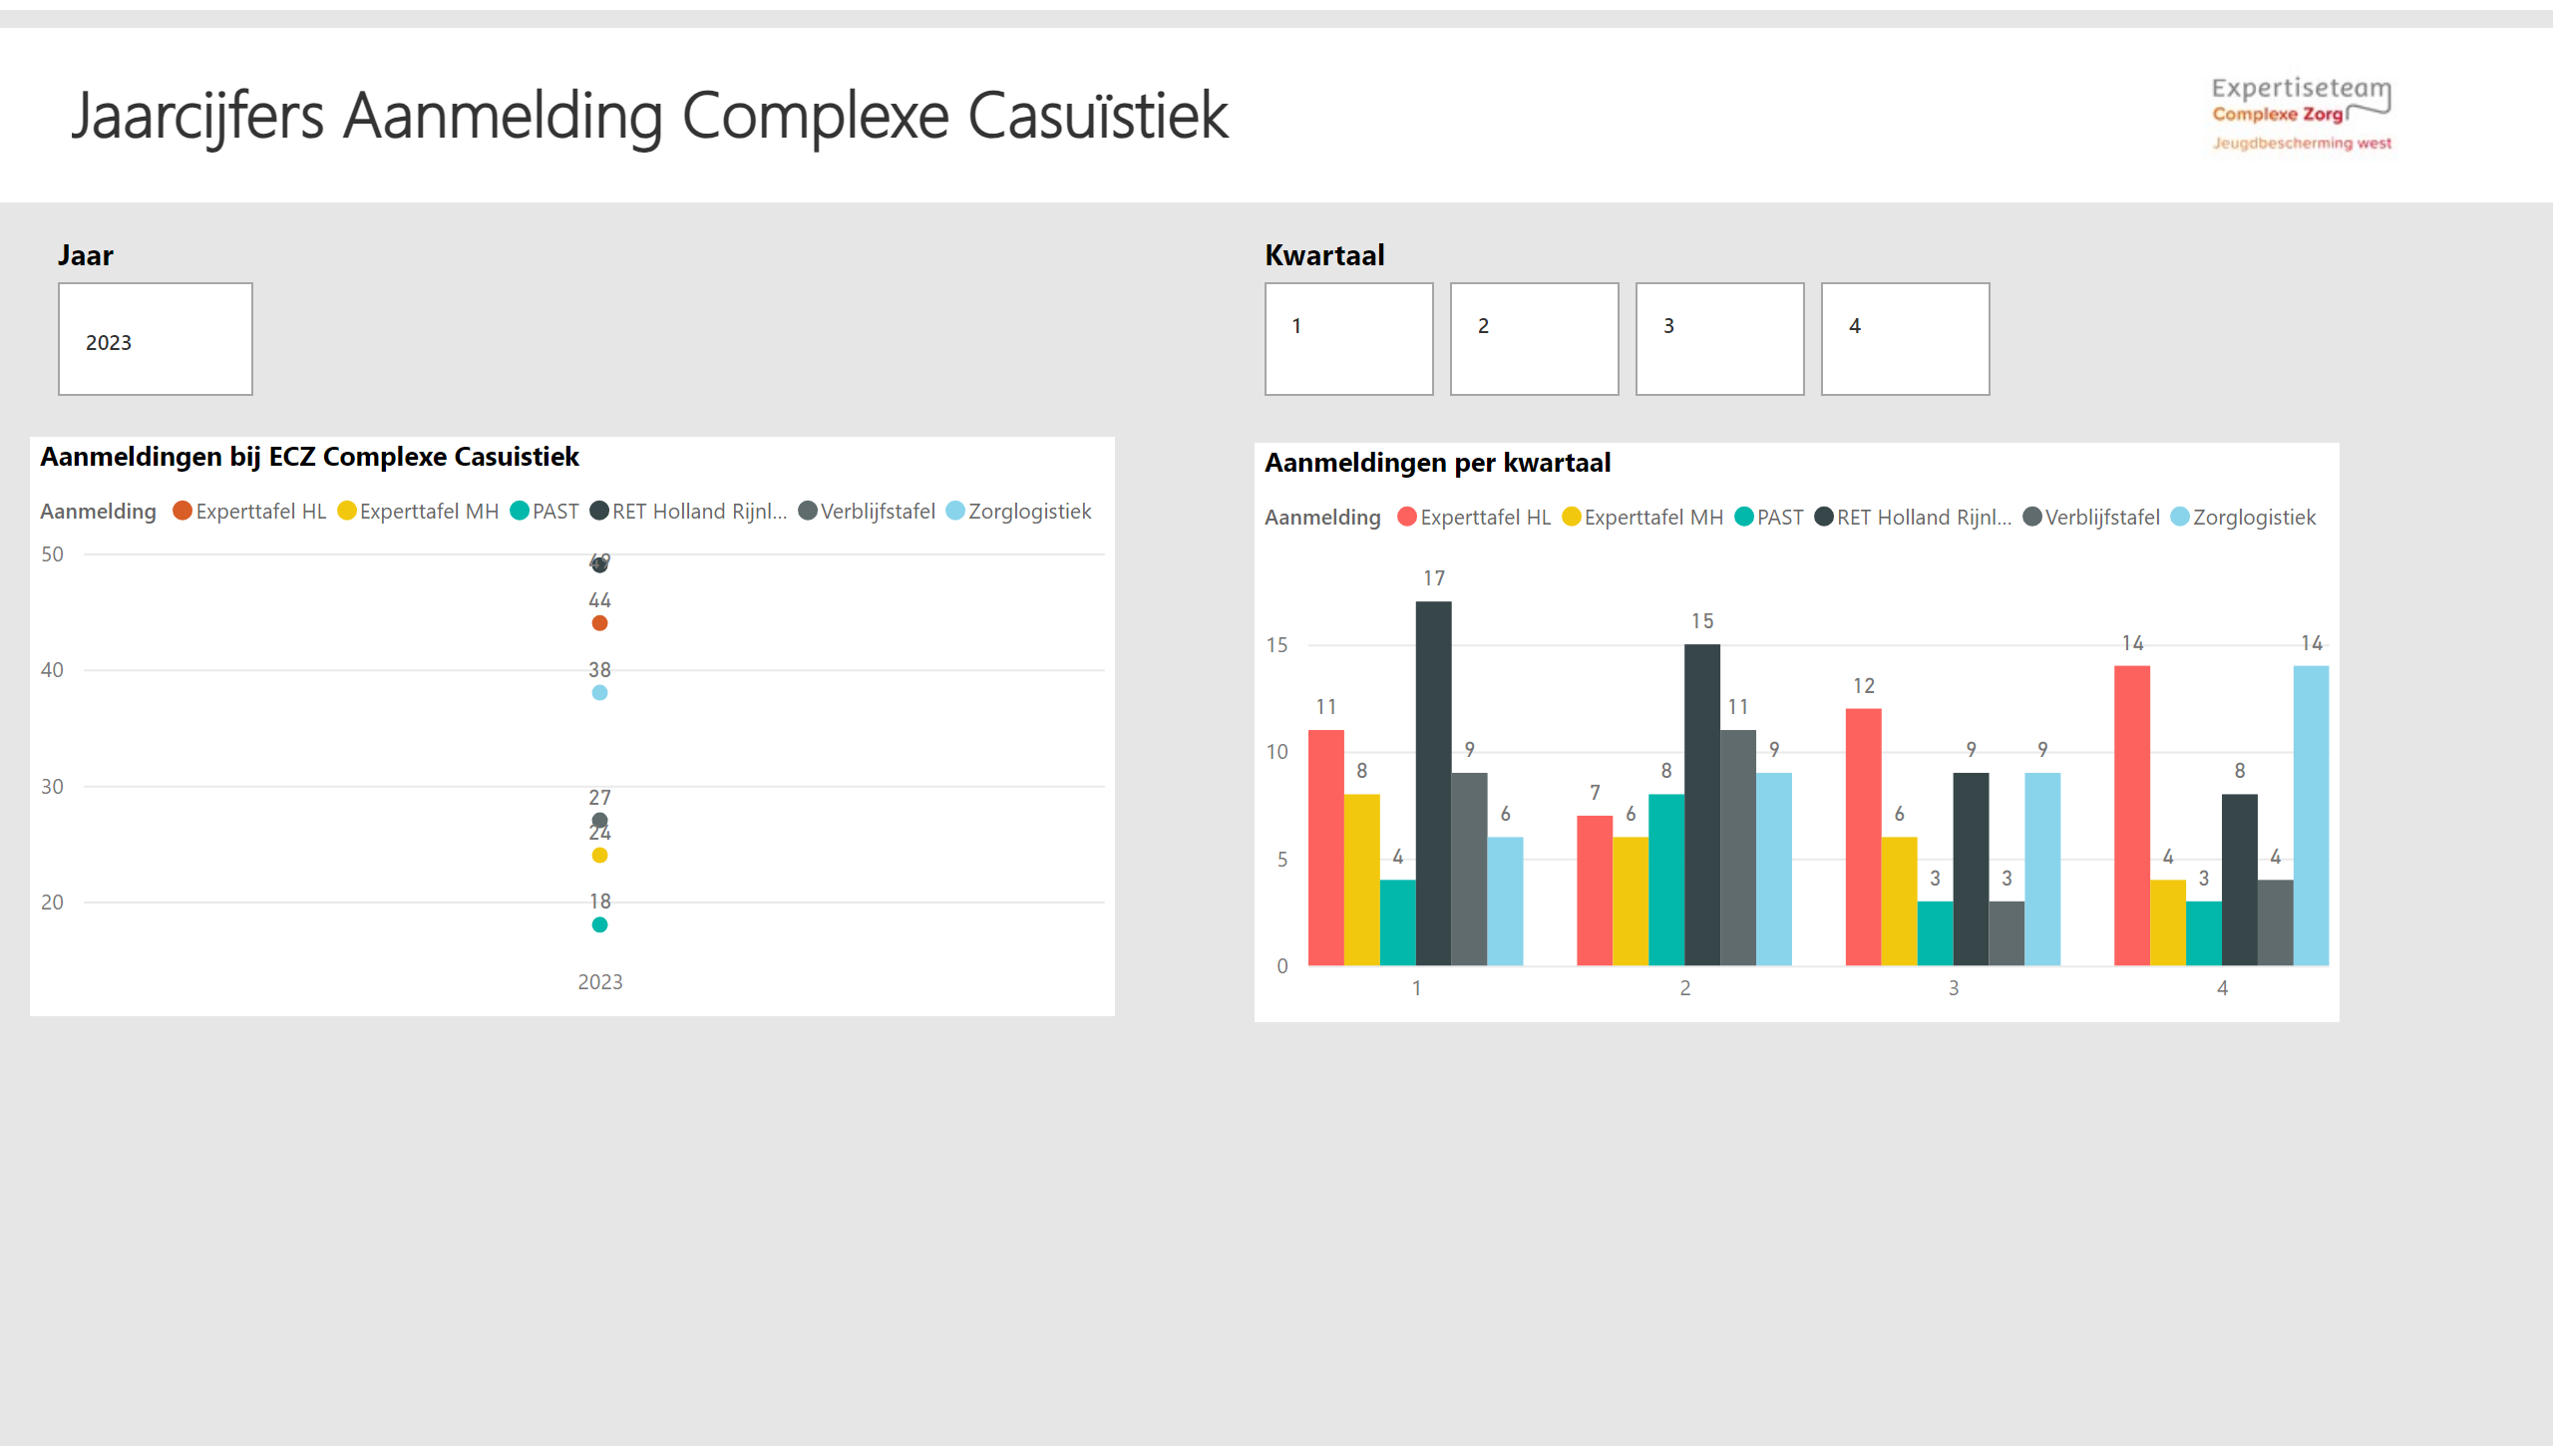 Jaarcijfers Aanmelding Complexe Casuïstiek
Expertiseteam
Complexe Zorg
Jeugdbescherming west
Jaar
2023
Kwartaal
1 2 3 4
Aanmeldingen bij ECZ Complexe Casuistiek
Aanmelding Experttafel HL Experttafel MH PAST RET Holland Rijnl... Verblijfstafel Zorglogistiek
50
49
44
40
38
30
27
24
20
18
2023
Aanmeldingen per kwartaal
Aanmelding Experttafel HL Experttafel MH PAST RET Holland Rijnl... Verblijfstafel Zorglogistiek
15
10
5
0
11 8 4 17 9 6
7 6 8 15 11 9
12 6 3 9 3 9
14 4 3 8 4 14
1 2 3 4